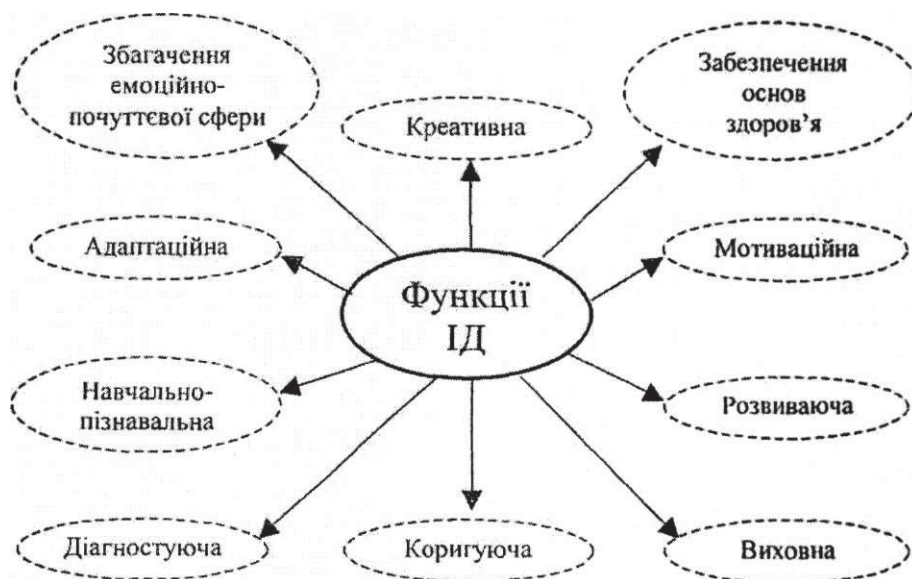 Збагачення
емоційно-
почуттєвої сфери
Креативна
Забезпечення
основ
здоров’я
Адаптаційна
Мотиваційна
Функції
ІД
Навчально-
пізнавальна
Розвиваюча
Діагностуюча
Коригуюча
Виховна